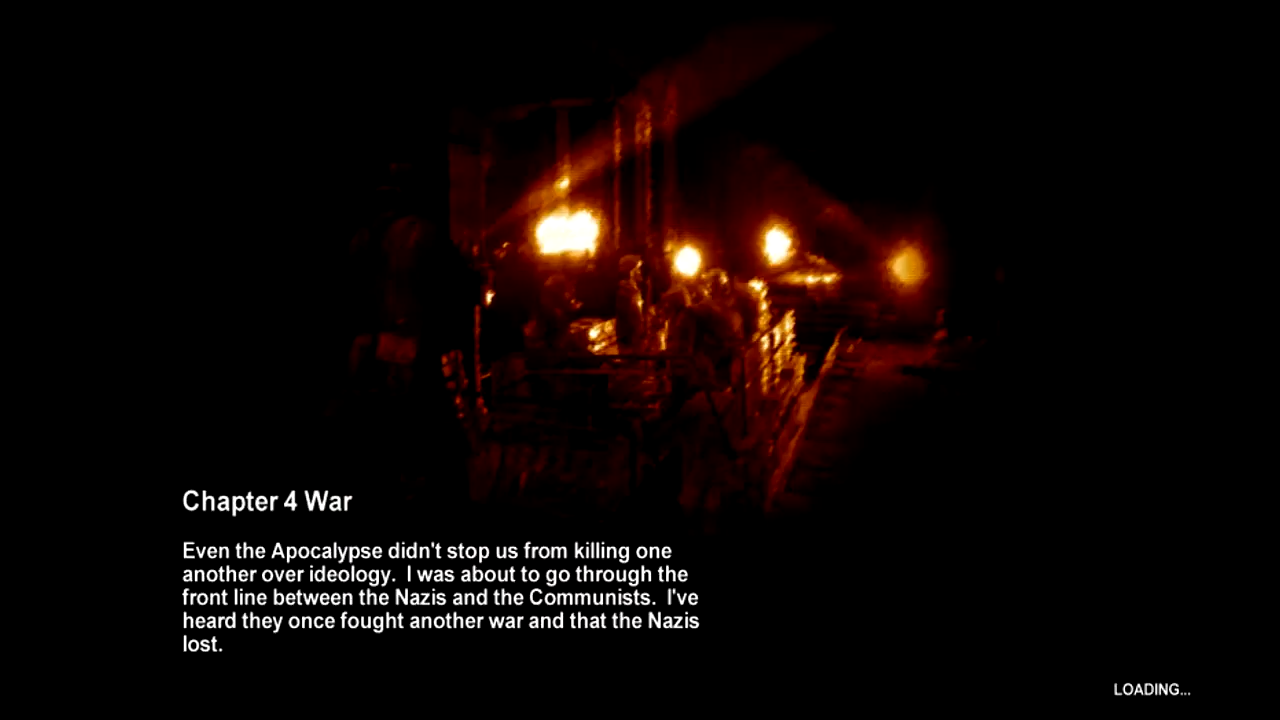 Chapter 4 War
Even the Apocalypse didn't stop us from killing one
another over ideology.  I was about to go through the
front line between the Nazis and the Communists.  I've
heard they once fought another war and that the Nazis
lost.
LOADING...